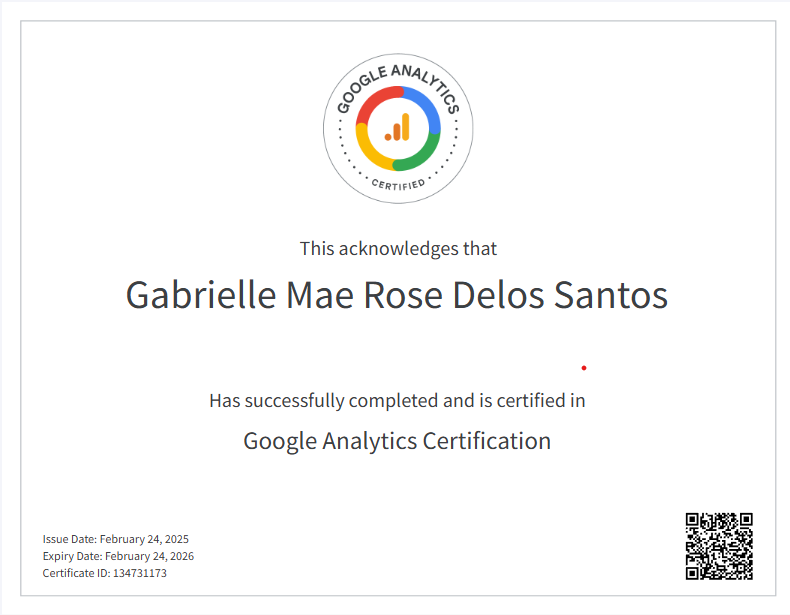 GOOGLE ANALYTICS
CERTIFIED
This acknowledges that
Gabrielle Mae Rose Delos Santos
Has successfully completed and is certified in
Google Analytics Certification
Issue Date: February 24, 2025
Expiry Date: February 24, 2026
Certificate ID: 134731173